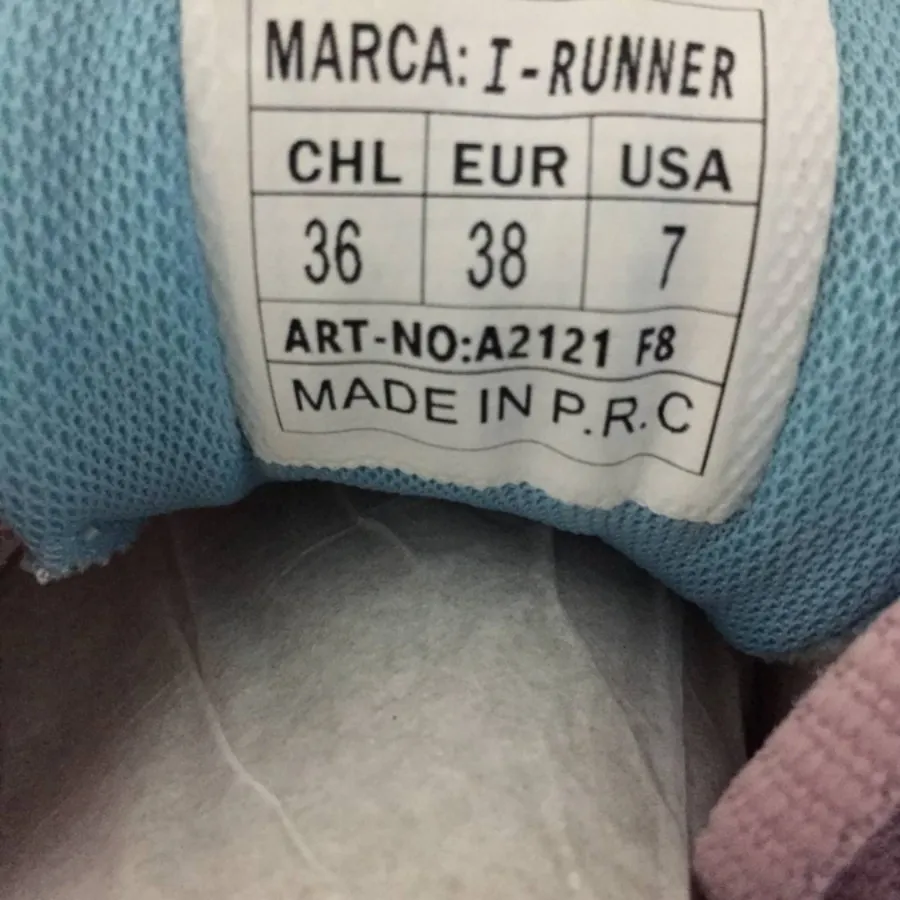 MARCA: I-RUNNER
CHL EUR USA
36 38 7
ART-NO:A2121 F8
MADE IN P.R.C